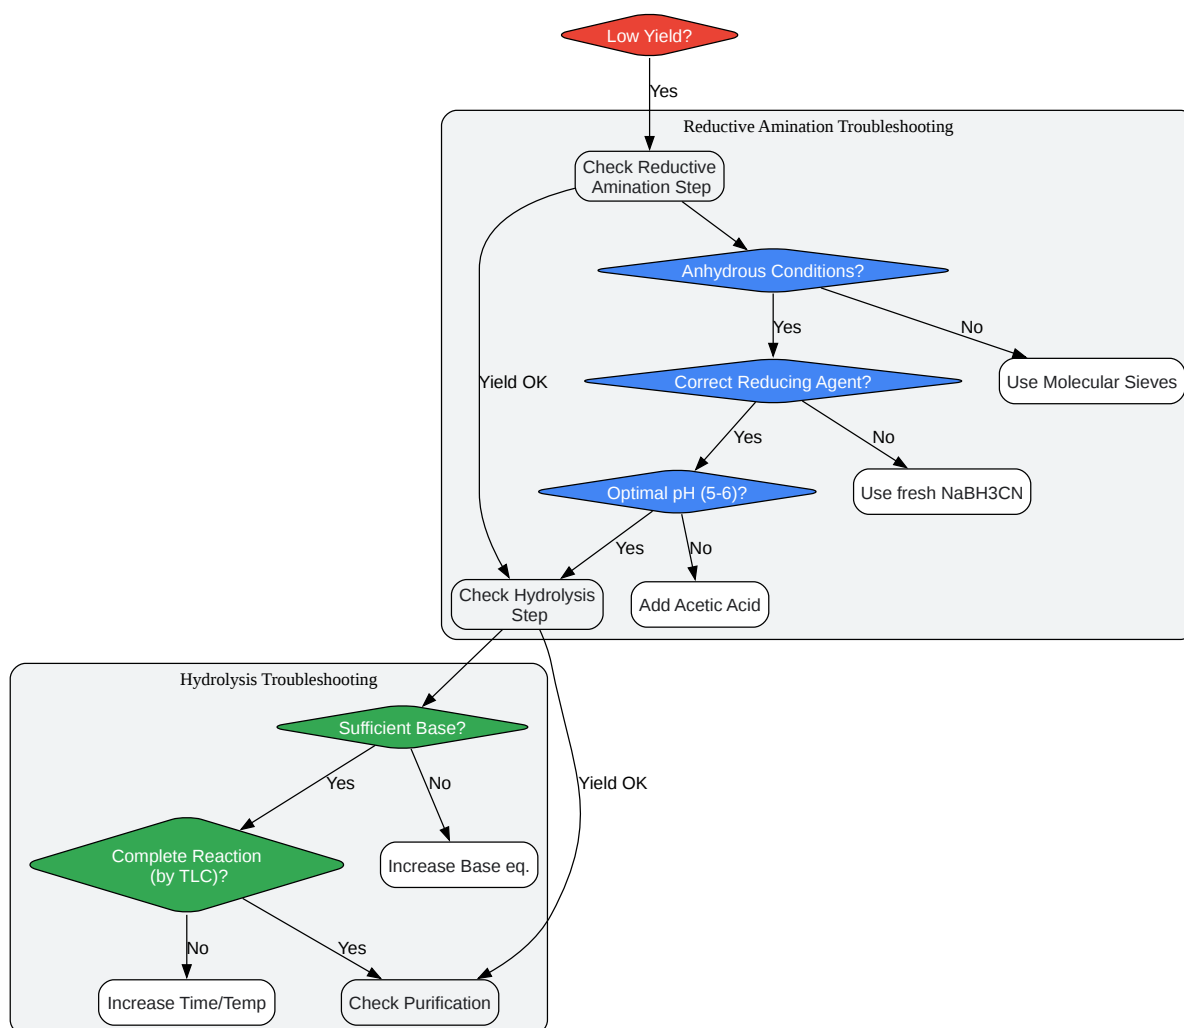 Low Yield?
Yes
Reductive Amination Troubleshooting
Check Reductive
Amination Step
Anhydrous Conditions?
Yes
No
Yield OK
Correct Reducing Agent?
Use Molecular Sieves
Yes
No
Optimal pH (5-6)?
Use fresh NaBH3CN
Yes
No
Check Hydrolysis
Step
Add Acetic Acid
Hydrolysis Troubleshooting
Sufficient Base?
Yes
No
Yield OK
Complete Reaction
(by TLC)?
Increase Base eq.
No
Yes
Increase Time/Temp
Check Purification